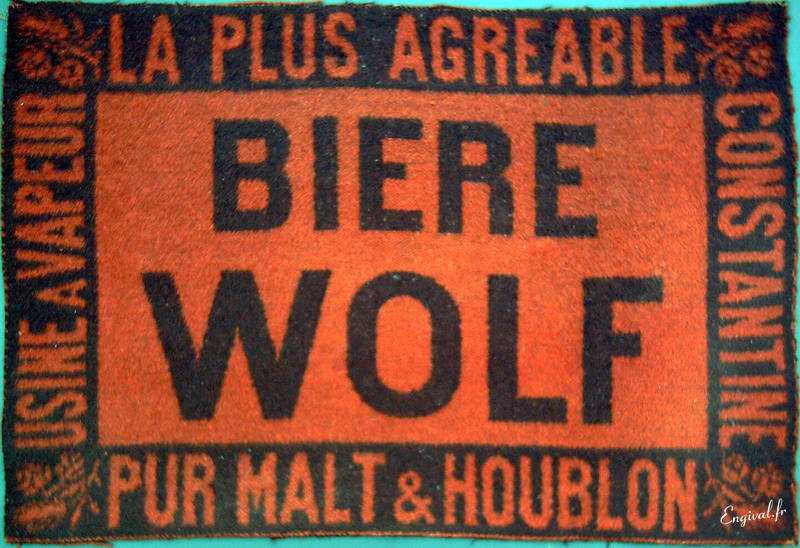 LA PLUS AGREABLE
USINE A VAPEUR
BIERE
WOLF
CONSTANTINE
PUR MALT & HOUBLON
Engival.fr